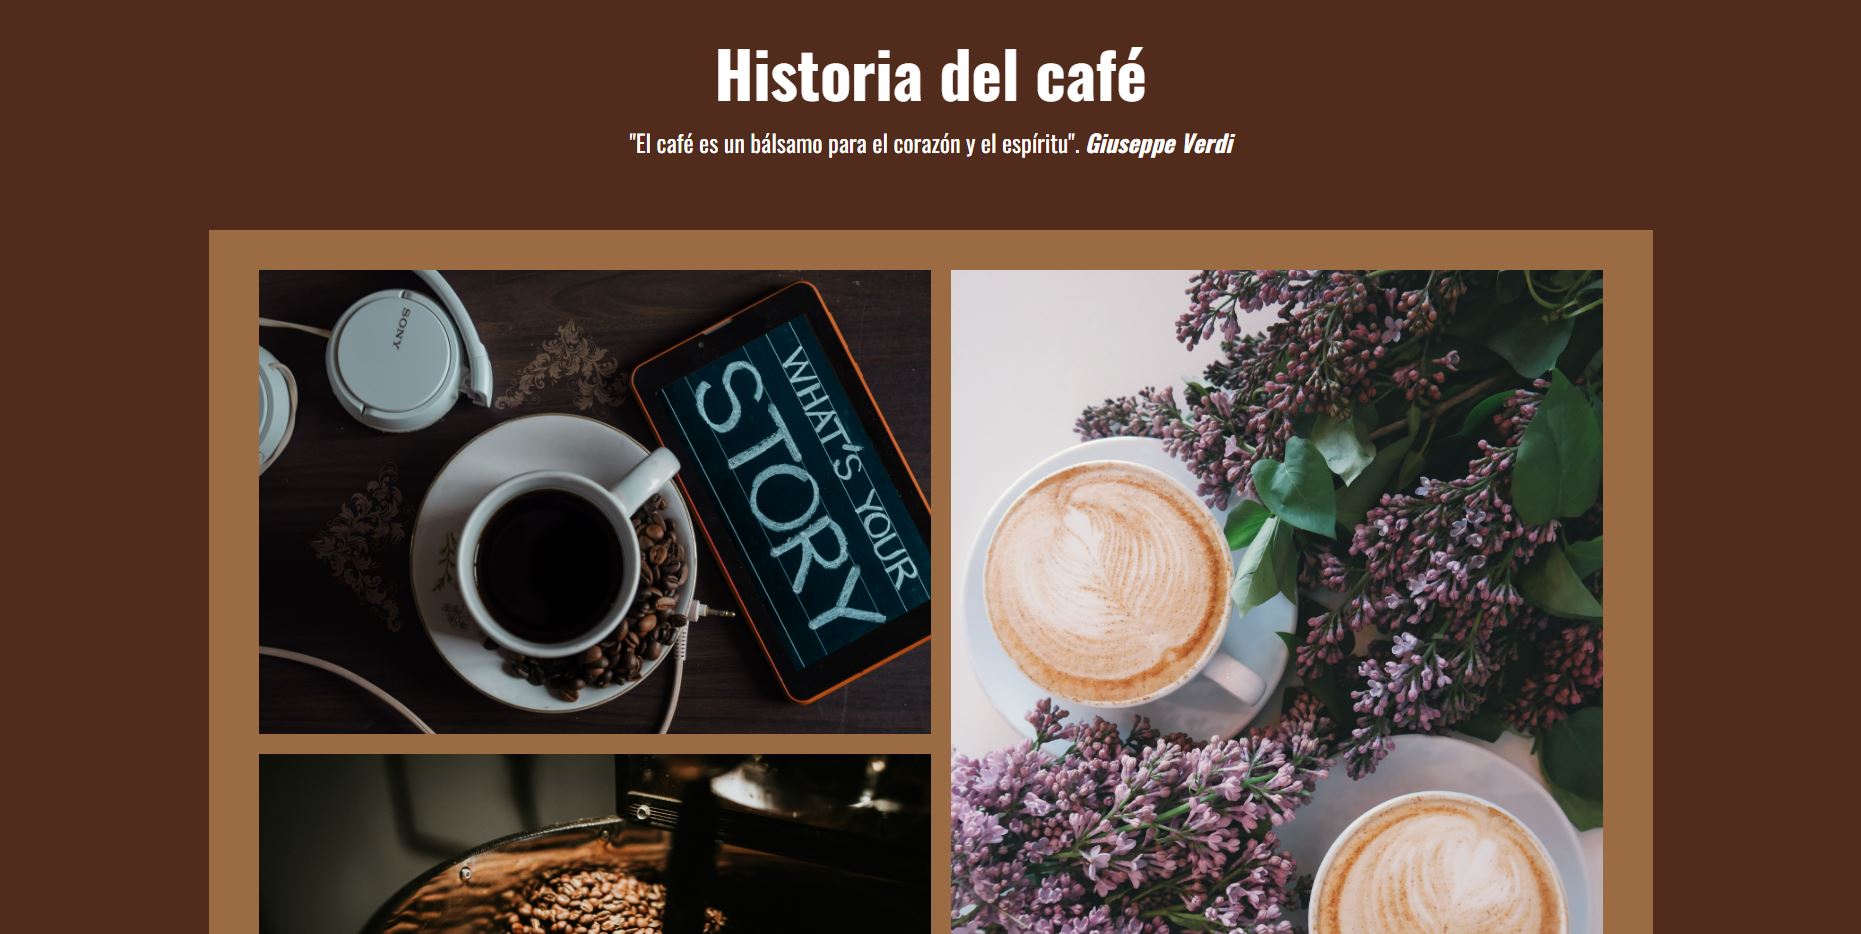 Historia del café
"El café es un bálsamo para el corazón y el espíritu". Giuseppe Verdi
SONY
WHAT'S YOUR
STORY